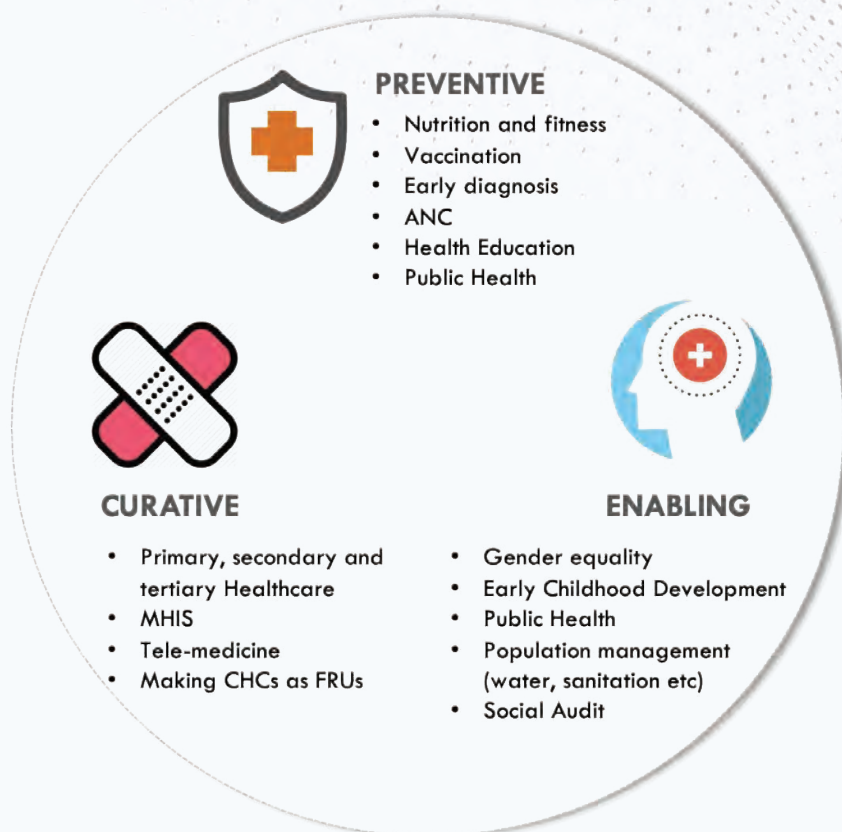 PREVENTIVE
• Nutrition and fitness
• Vaccination
• Early diagnosis
• ANC
• Health Education
• Public Health
CURATIVE
• Primary, secondary and
tertiary Healthcare
• MHIS
• Tele-medicine
• Making CHCs as FRUs
ENABLING
• Gender equality
• Early Childhood Development
• Public Health
• Population management
(water, sanitation etc)
• Social Audit